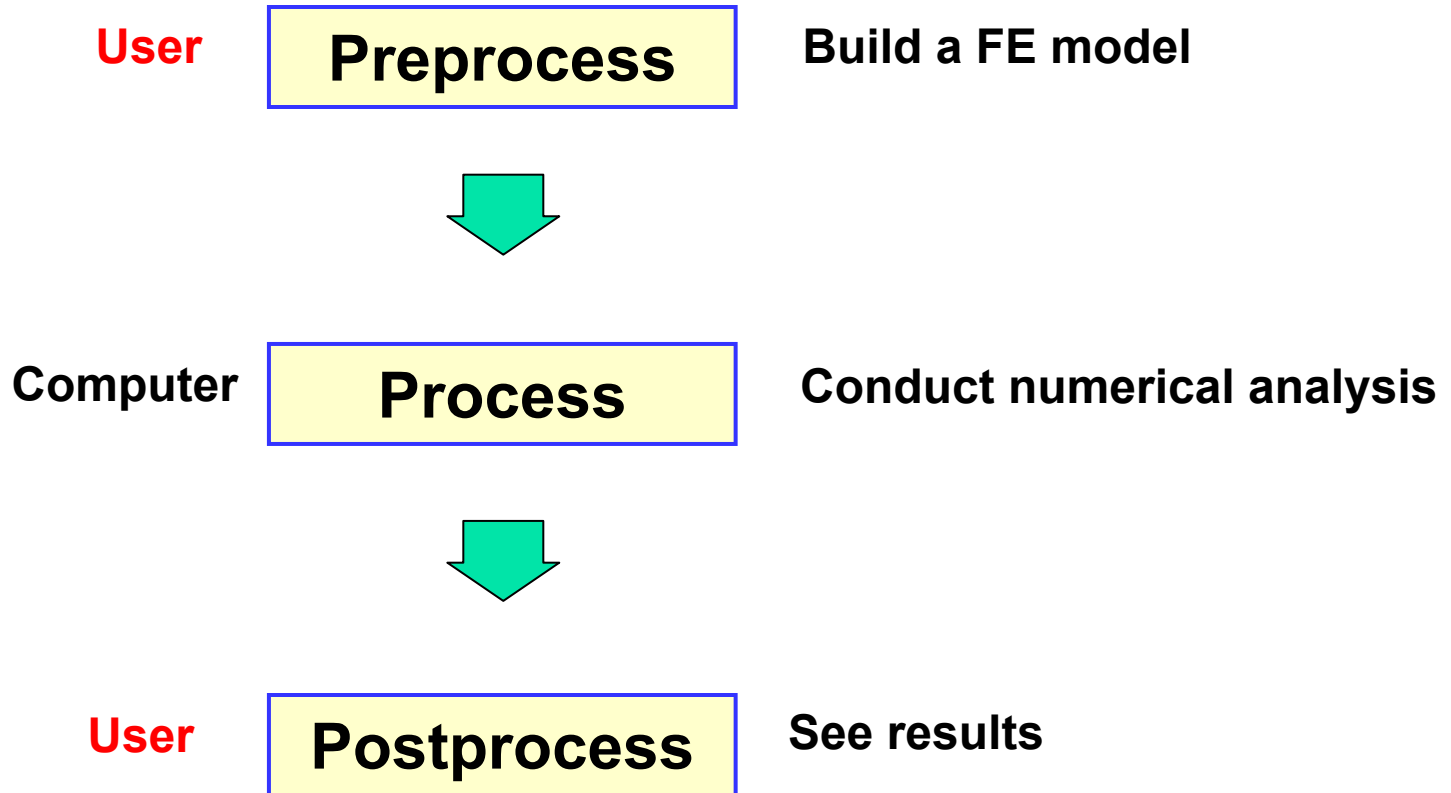 User
Preprocess
Build a FE model
Computer
Process
Conduct numerical analysis
User
Postprocess
See results